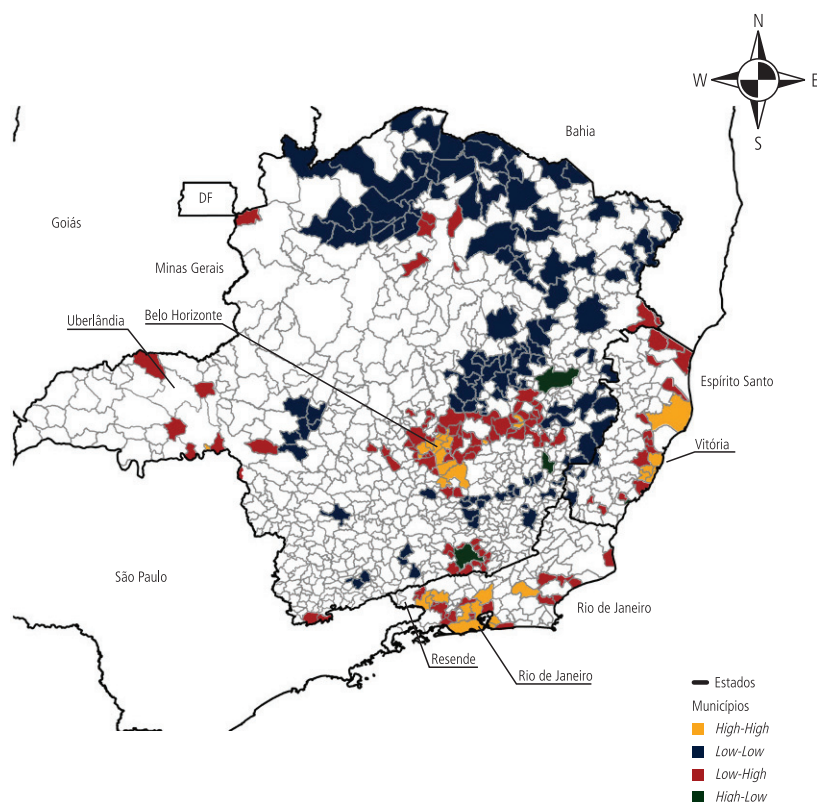 N
W
E
S
Bahia
DF
Goiás
Minas Gerais
Belo Horizonte
Uberlândia
Espírito Santo
Vitória
São Paulo
Rio de Janeiro
Resende
Rio de Janeiro
Estados
Municípios
High-High
Low-Low
Low-High
High-Low